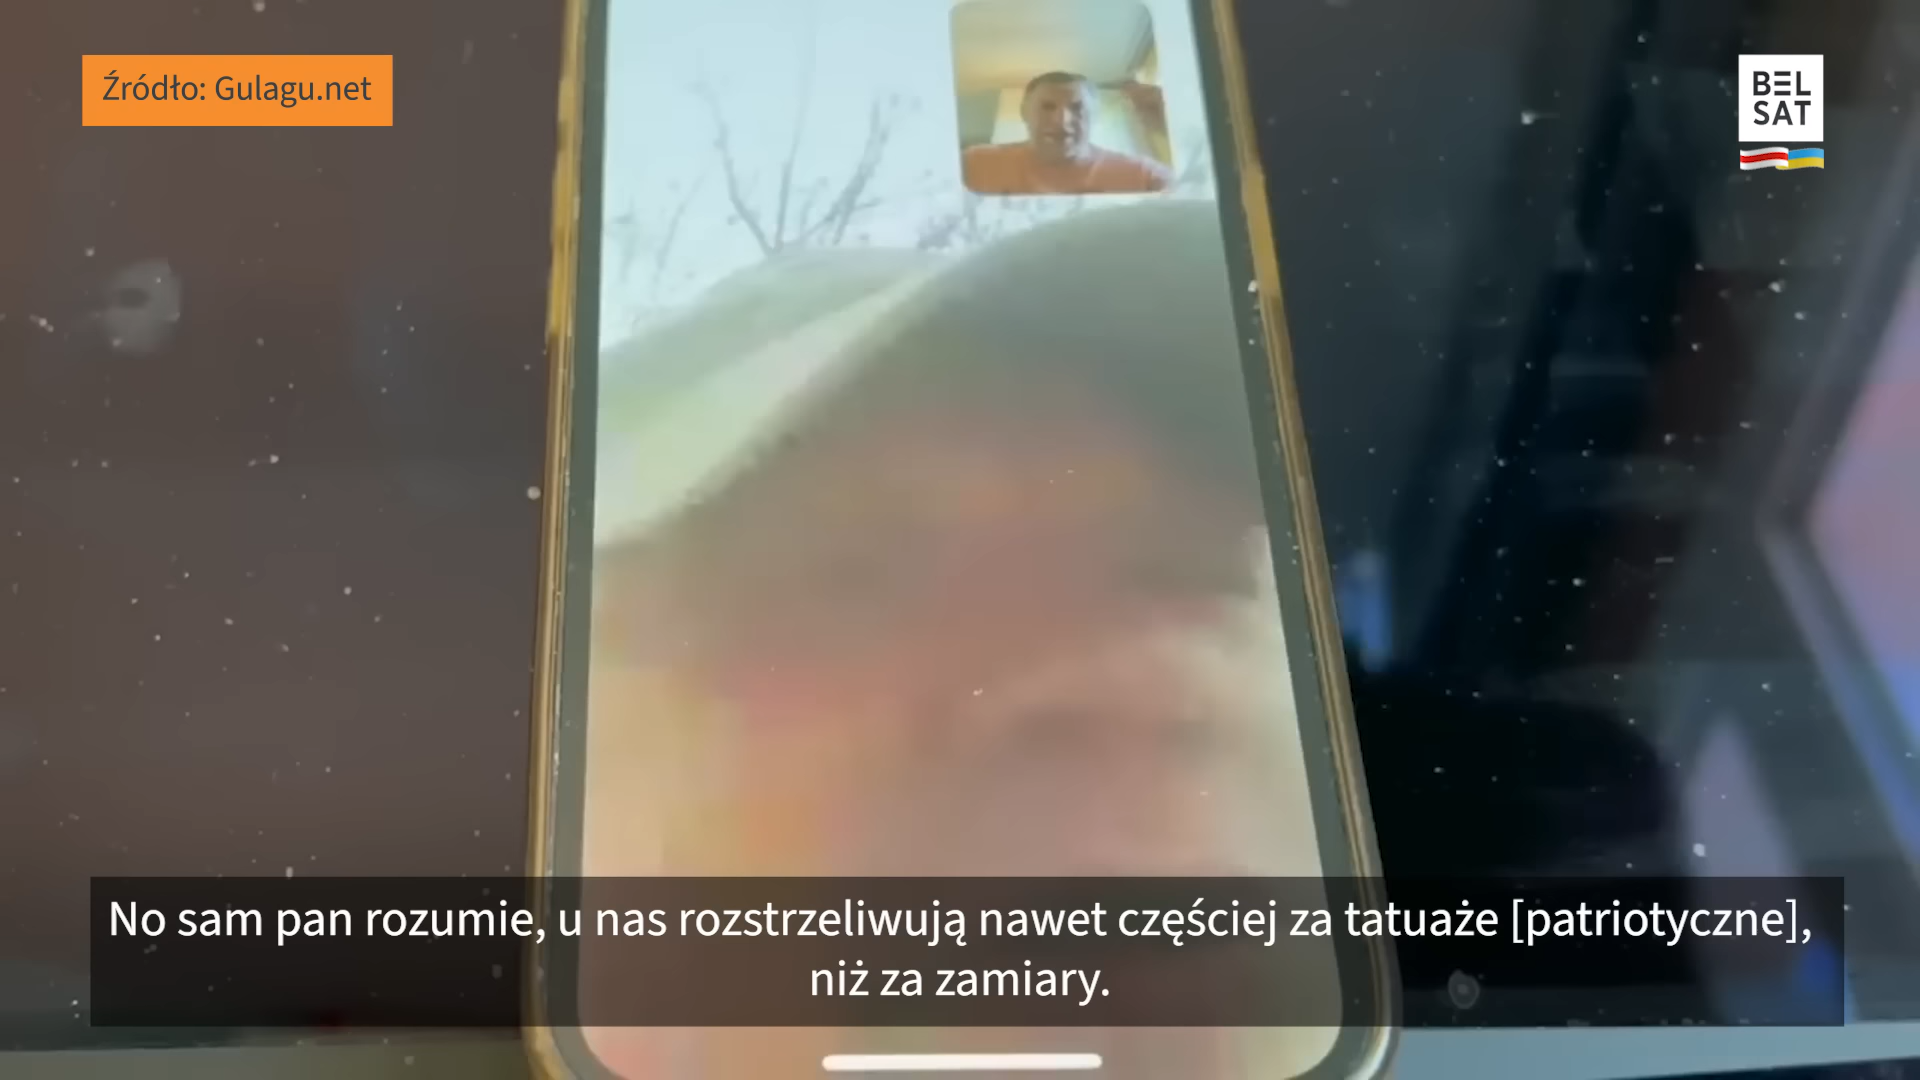 Źródło: Gulagu.net
BEL
SAT
No sam pan rozumie, u nas rozstrzeliwują nawet częściej za tatuaże [patriotyczne],
niż za zamiary.